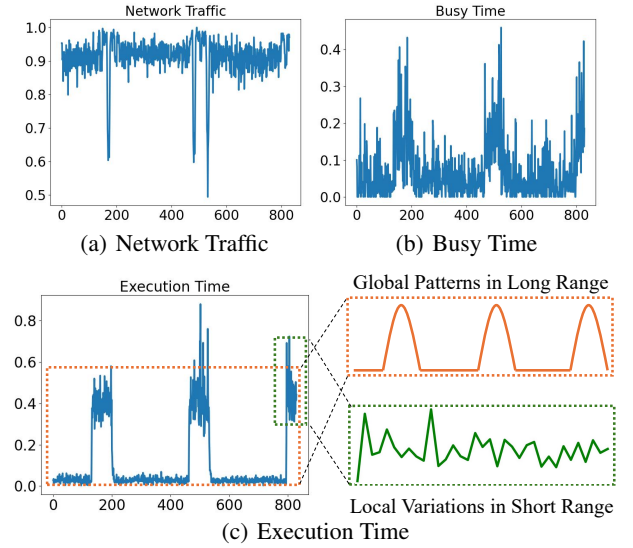 Network Traffic
1.0
0.9
0.8
0.7
0.6
0.5
0 200 400 600 800
(a) Network Traffic
Busy Time
0.4
0.3
0.2
0.1
0.0
0 200 400 600 800
(b) Busy Time
Execution Time
0.8
0.6
0.4
0.2
0.0
0 200 400 600 800
Global Patterns in Long Range
Local Variations in Short Range
(c) Execution Time